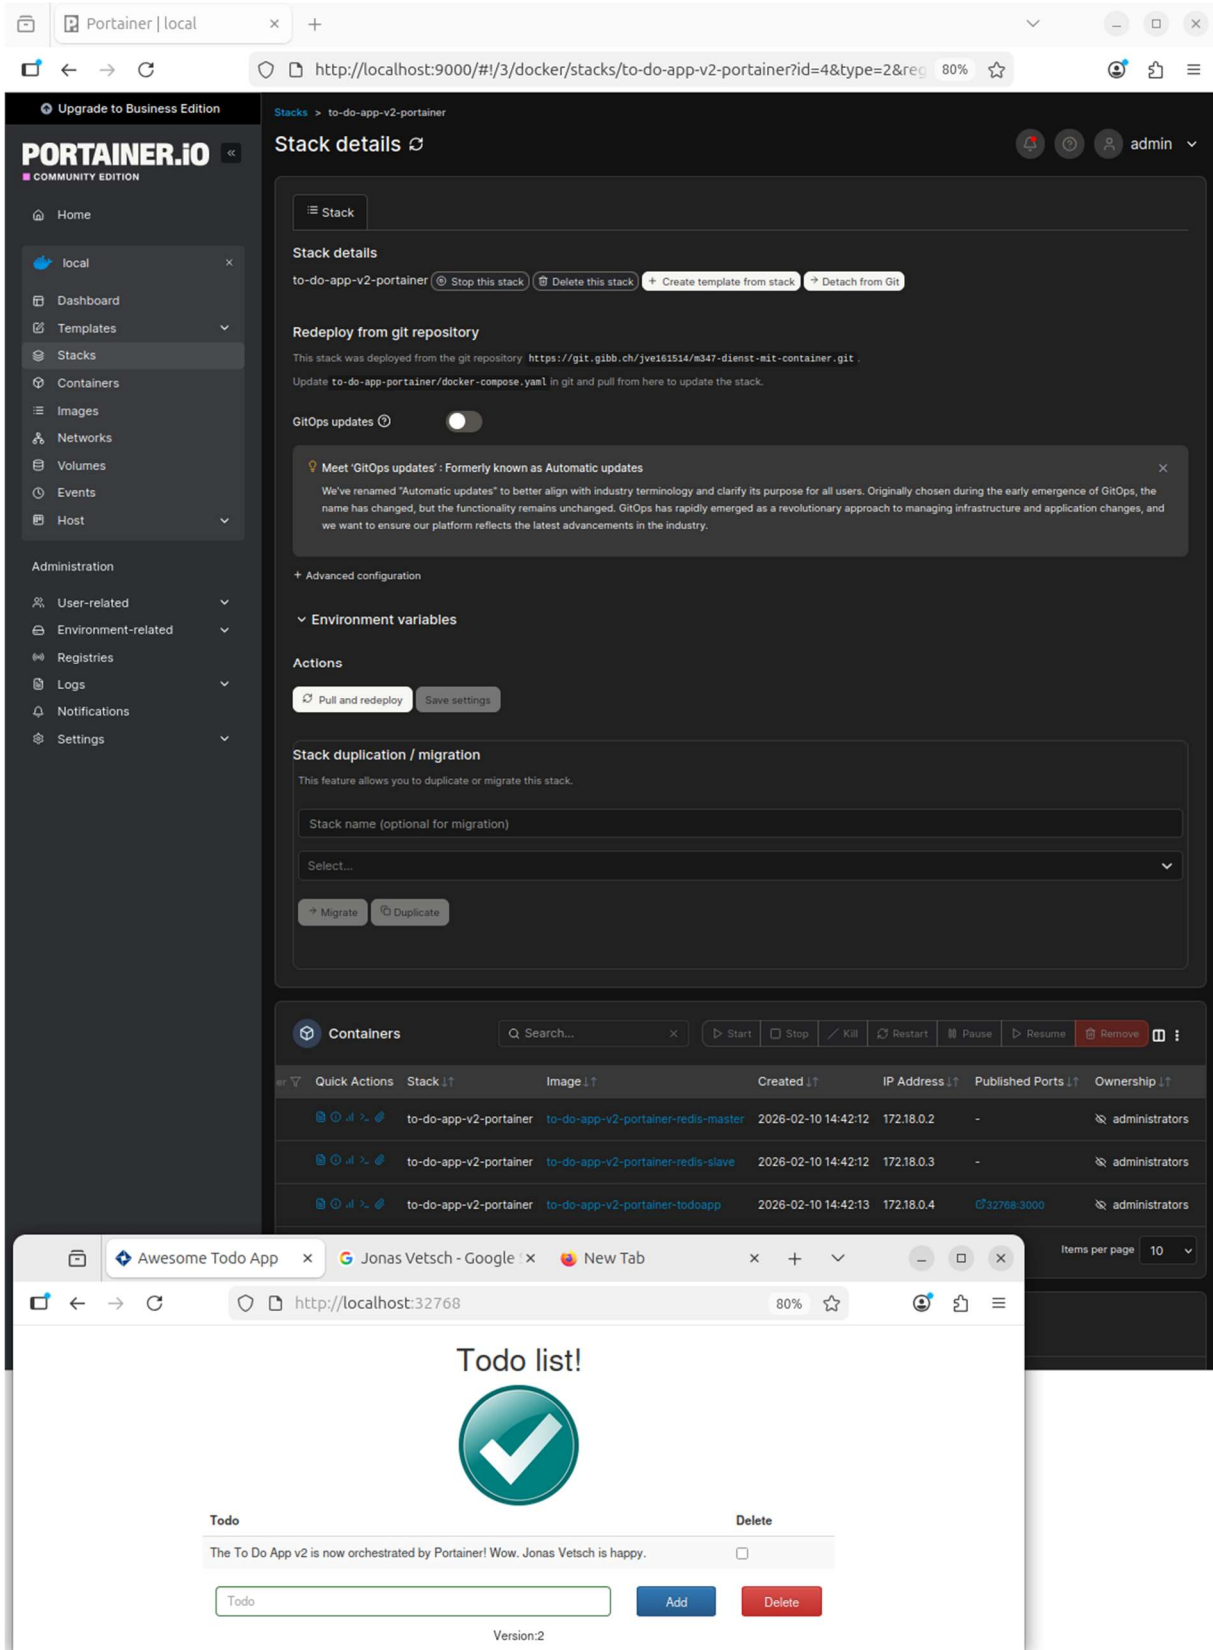 Portainer | local
http://localhost:9000/#!/3/docker/stacks/to-do-app-v2-portainer?id=4&type=2&reg 80%
Upgrade to Business Edition
PORTAINER.iO
COMMUNITY EDITION
Home
local
Dashboard
Templates
Stacks
Containers
Images
Networks
Volumes
Events
Host
Administration
User-related
Environment-related
Registries
Logs
Notifications
Settings
Stacks > to-do-app-v2-portainer
Stack details
admin
Stack
Stack details
to-do-app-v2-portainer Stop this stack Delete this stack + Create template from stack Detach from Git
Redeploy from git repository
This stack was deployed from the git repository https://git.gibb.ch/jve161514/m347-dienst-mit-container.git .
Update to-do-app-portainer/docker-compose.yaml in git and pull from here to update the stack.
GitOps updates
Meet 'GitOps updates' : Formerly known as Automatic updates
We've renamed "Automatic updates" to better align with industry terminology and clarify its purpose for all users. Originally chosen during the early emergence of GitOps, the
name has changed, but the functionality remains unchanged. GitOps has rapidly emerged as a revolutionary approach to managing infrastructure and application changes, and
we want to ensure our platform reflects the latest advancements in the industry.
+ Advanced configuration
Environment variables
Actions
Pull and redeploy Save settings
Stack duplication / migration
This feature allows you to duplicate or migrate this stack.
Stack name (optional for migration)
Select...
Migrate Duplicate
Containers Search... Start Stop Kill Restart Pause Resume Remove
er Quick Actions Stack Image Created IP Address Published Ports Ownership
to-do-app-v2-portainer to-do-app-v2-portainer-redis-master 2026-02-10 14:42:12 172.18.0.2 - administrators
to-do-app-v2-portainer to-do-app-v2-portainer-redis-slave 2026-02-10 14:42:12 172.18.0.3 - administrators
to-do-app-v2-portainer to-do-app-v2-portainer-todoapp 2026-02-10 14:42:13 172.18.0.4 32768:3000 administrators
Items per page 10
Awesome Todo App Jonas Vetsch - Google New Tab
http://localhost:32768 80%
Todo list!
Todo Delete
The To Do App v2 is now orchestrated by Portainer! Wow. Jonas Vetsch is happy.
Todo Add Delete
Version:2